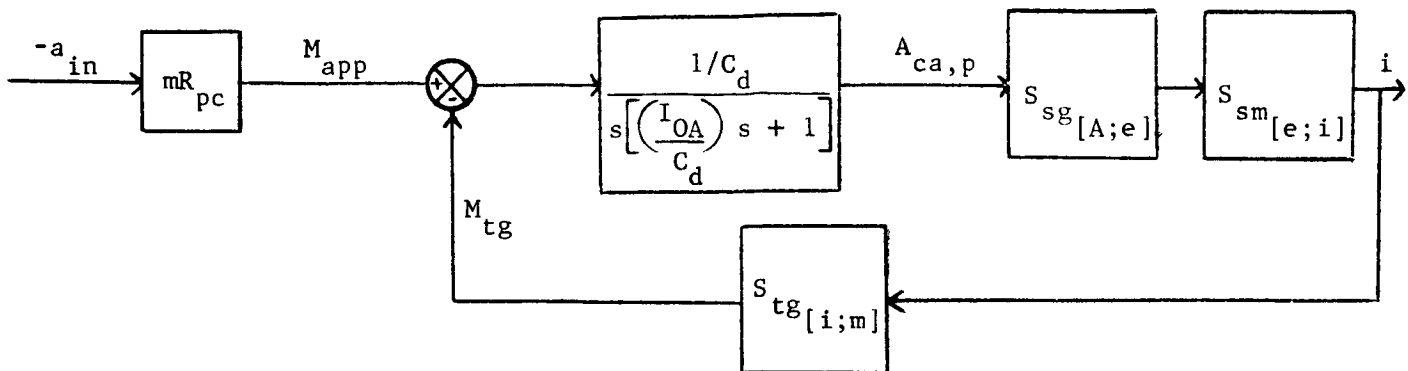 -a_in
mR_pc
M_app
+
-
1/C_d
s[(I_OA/C_d) s + 1]
A_ca,p
S_sg[A;e]
S_sm[e;i]
i
M_tg
S_tg[i;m]